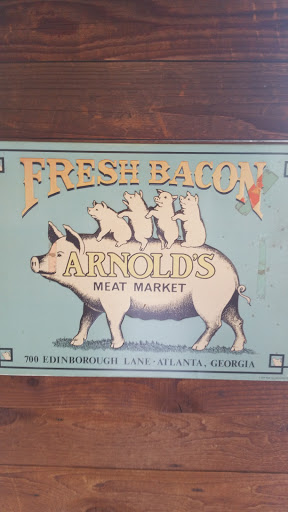 FRESH BACON
ARNOLD'S
MEAT MARKET
700 EDINBOROUGH LANE · ATLANTA, GEORGIA